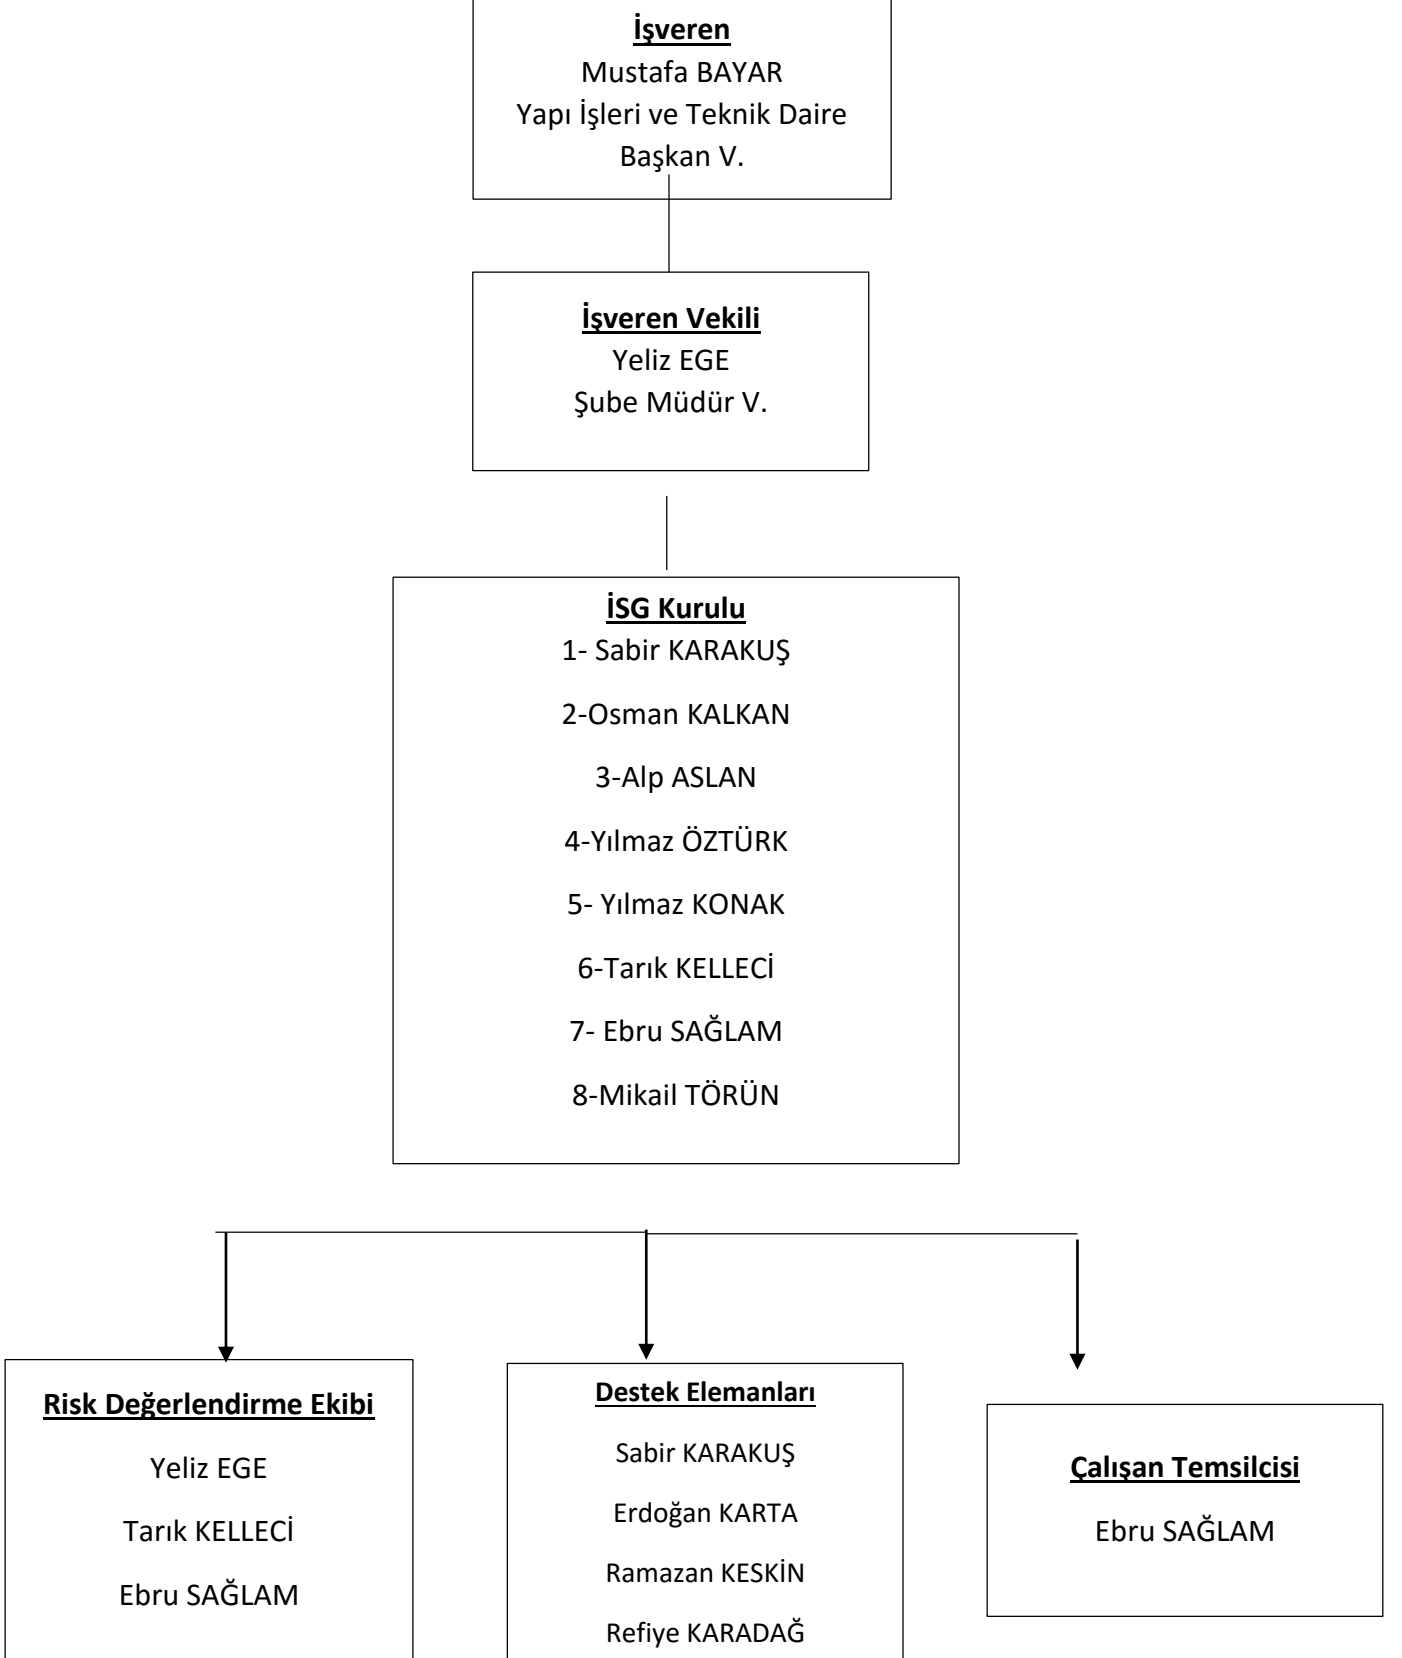 İşveren
Mustafa BAYAR
Yapı İşleri ve Teknik Daire
Başkan V.
İşveren Vekili
Yeliz EGE
Şube Müdür V.
İSG Kurulu
1- Sabir KARAKUŞ
2-Osman KALKAN
3-Alp ASLAN
4-Yılmaz ÖZTÜRK
5- Yılmaz KONAK
6-Tarık KELLECİ
7- Ebru SAĞLAM
8-Mikail TÖRÜN
Risk Değerlendirme Ekibi
Yeliz EGE
Tarık KELLECİ
Ebru SAĞLAM
Destek Elemanları
Sabir KARAKUŞ
Erdoğan KARTA
Ramazan KESKİN
Refiye KARADAĞ
Çalışan Temsilcisi
Ebru SAĞLAM